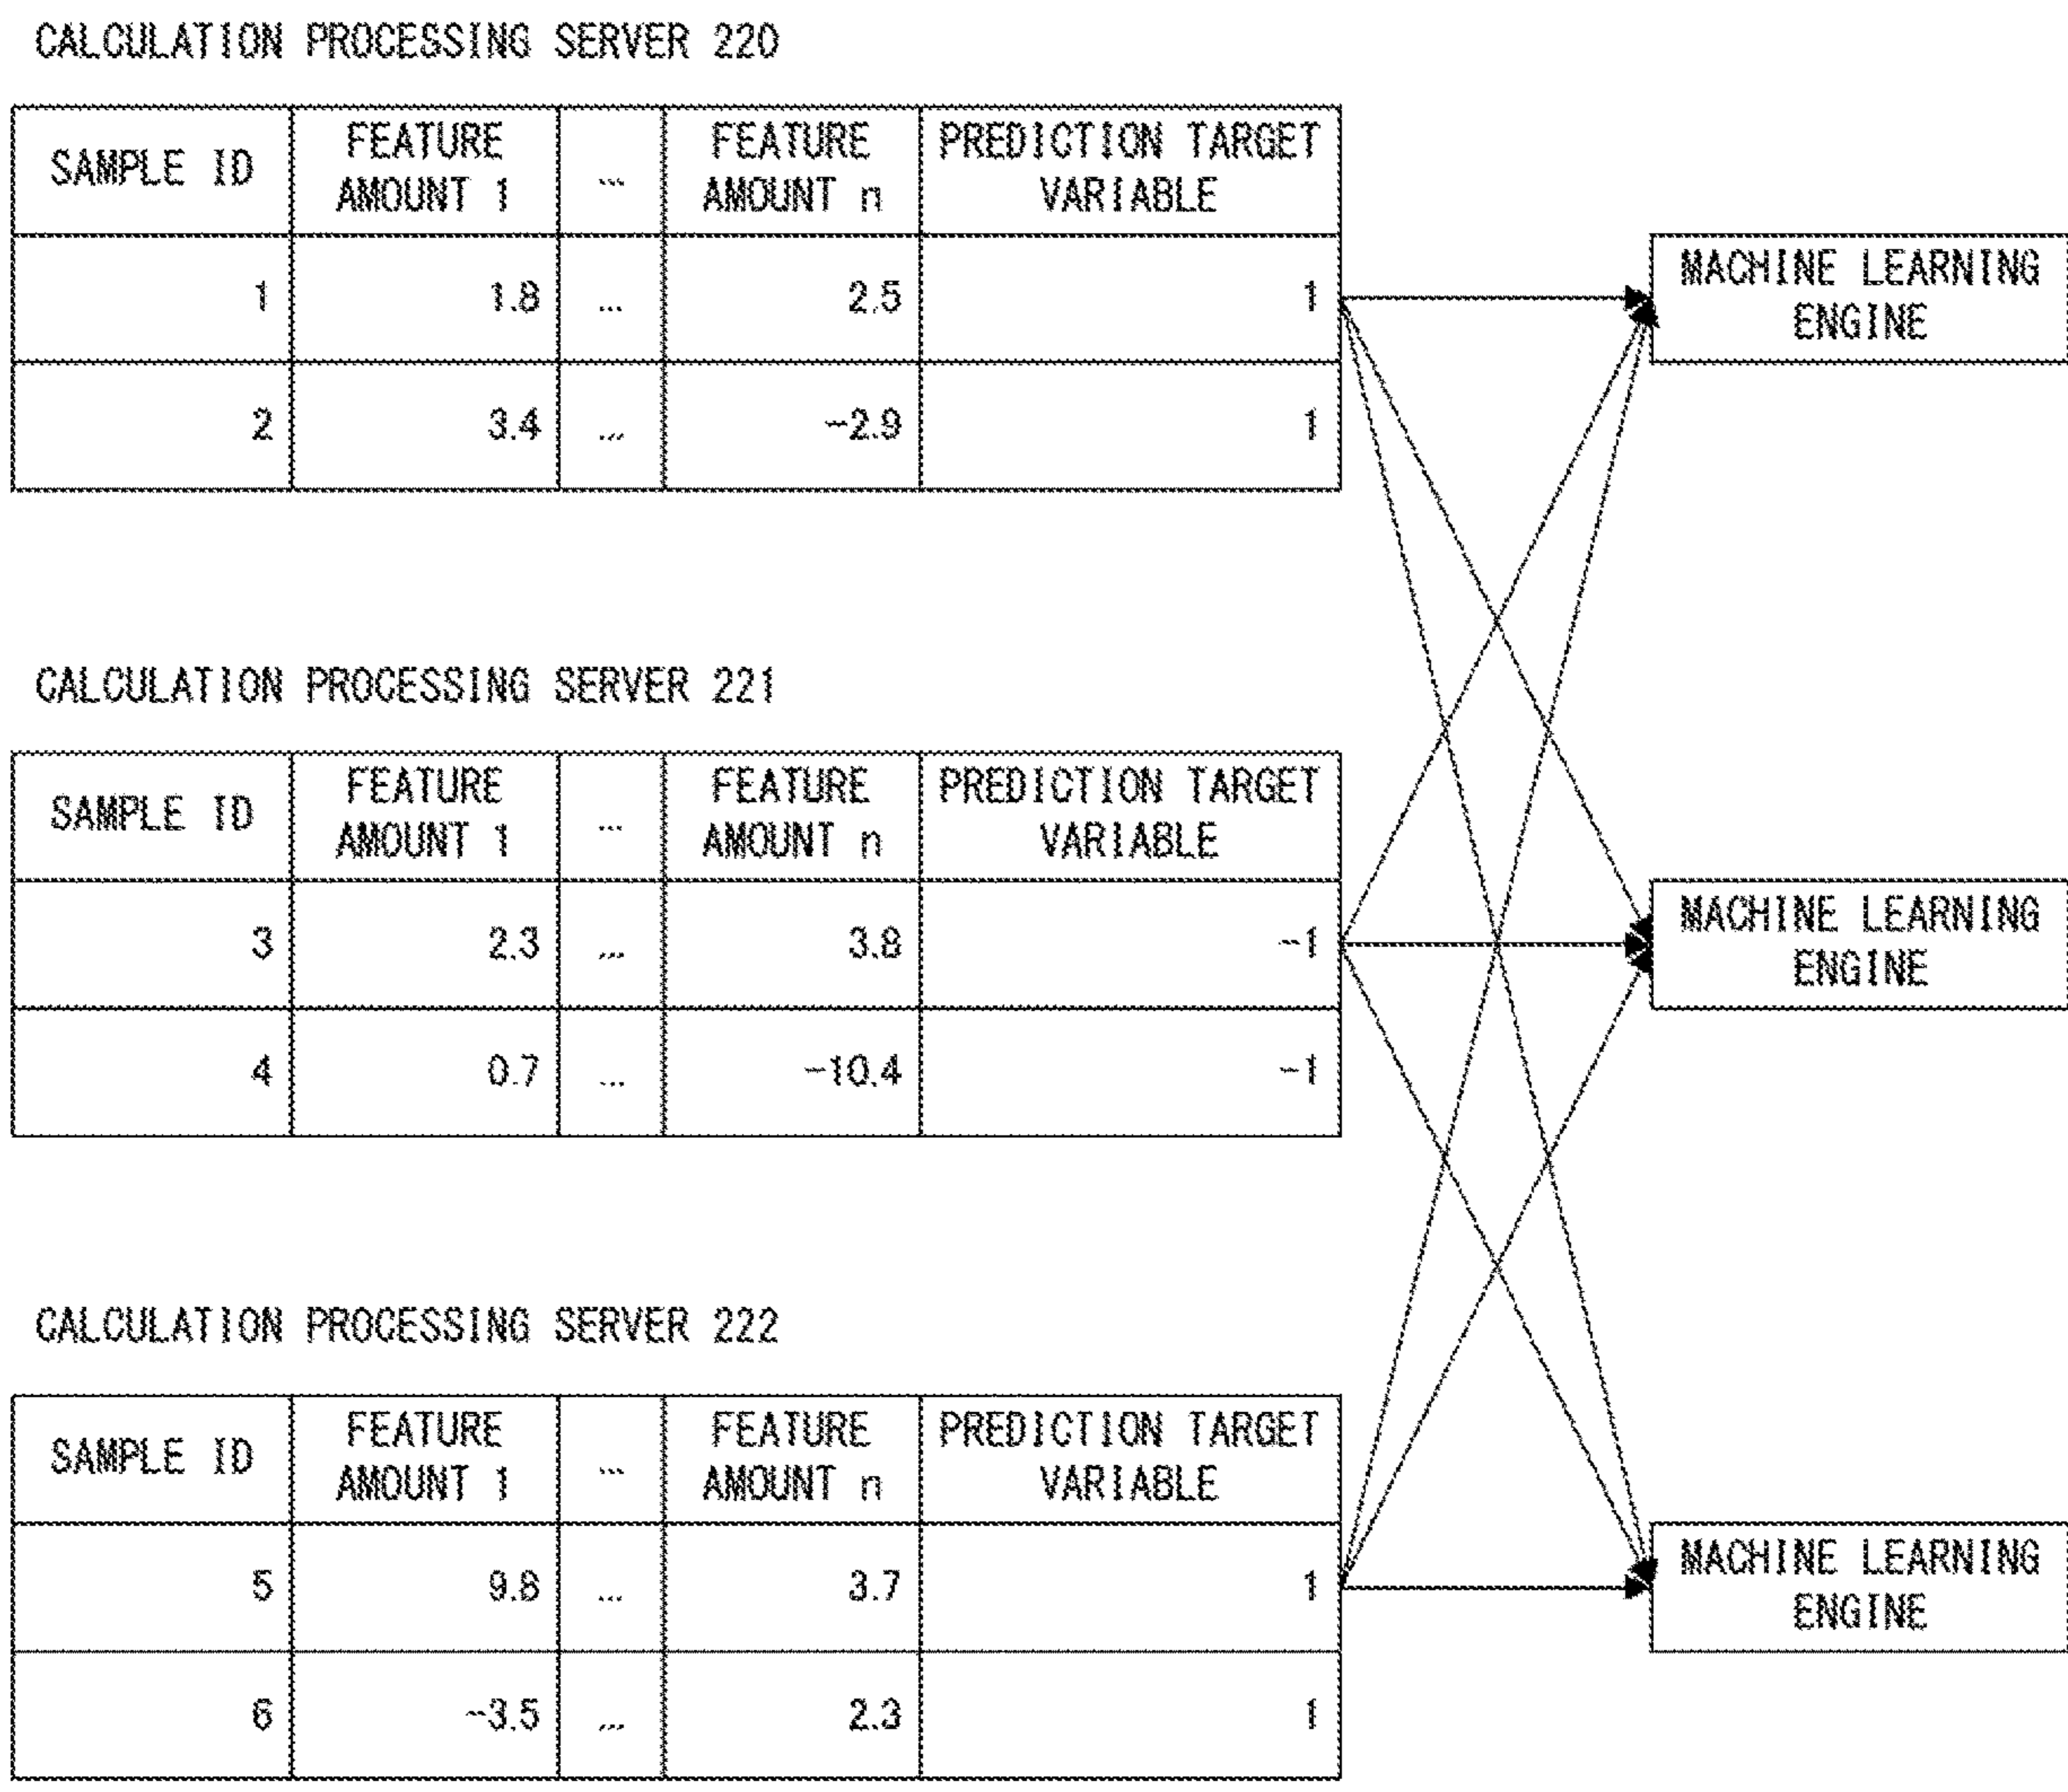 CALCULATION PROCESSING SERVER 220
SAMPLE ID
FEATURE
AMOUNT 1
...
FEATURE
AMOUNT n
PREDICTION TARGET
VARIABLE
1
1.8
...
2.5
1
2
3.4
...
-2.9
1
MACHINE LEARNING
ENGINE
CALCULATION PROCESSING SERVER 221
SAMPLE ID
FEATURE
AMOUNT 1
...
FEATURE
AMOUNT n
PREDICTION TARGET
VARIABLE
3
2.3
...
3.8
-1
4
0.7
...
-10.4
-1
MACHINE LEARNING
ENGINE
CALCULATION PROCESSING SERVER 222
SAMPLE ID
FEATURE
AMOUNT 1
...
FEATURE
AMOUNT n
PREDICTION TARGET
VARIABLE
5
...
3.7
1
6
-3.5
...
2.3
1
MACHINE LEARNING
ENGINE